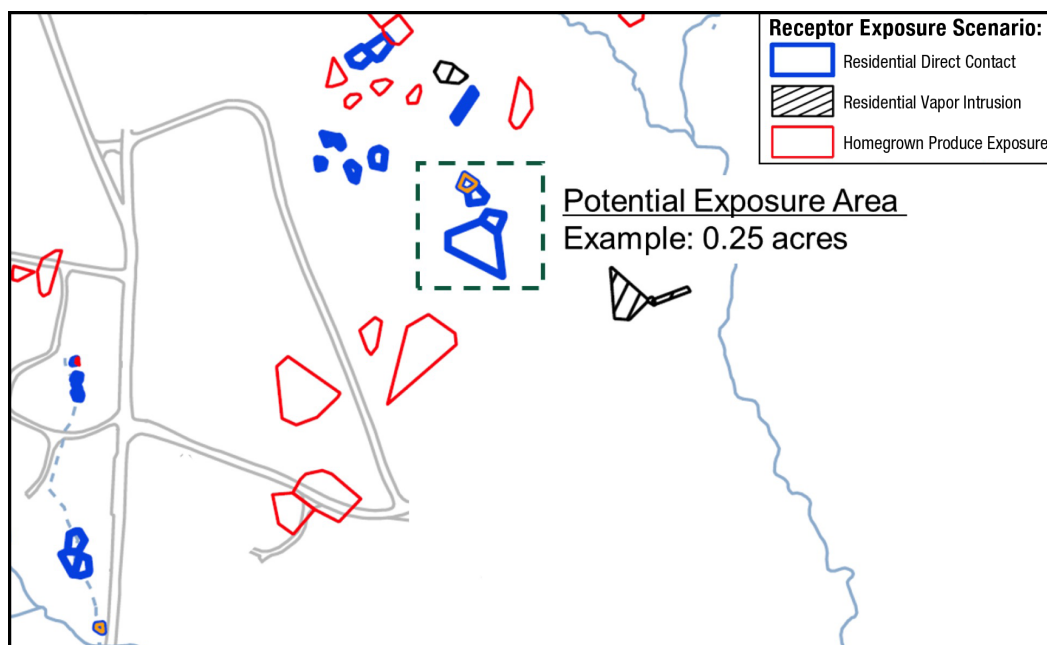 Receptor Exposure Scenario:
Residential Direct Contact
Residential Vapor Intrusion
Homegrown Produce Exposure
Potential Exposure Area
Example: 0.25 acres